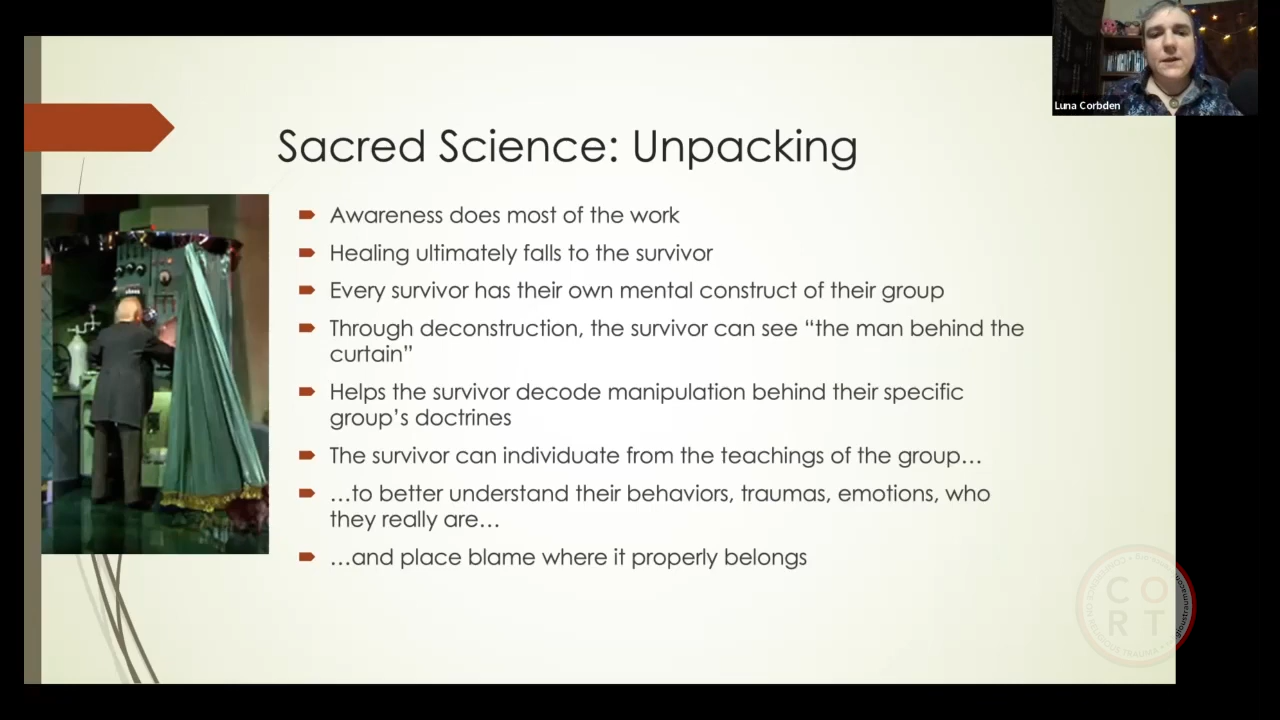 Luna Corbden
Sacred Science: Unpacking
Awareness does most of the work
Healing ultimately falls to the survivor
Every survivor has their own mental construct of their group
Through deconstruction, the survivor can see “the man behind the
curtain”
Helps the survivor decode manipulation behind their specific
group’s doctrines
The survivor can individuate from the teachings of the group…
…to better understand their behaviors, traumas, emotions, who
they really are…
…and place blame where it properly belongs
CO
RT